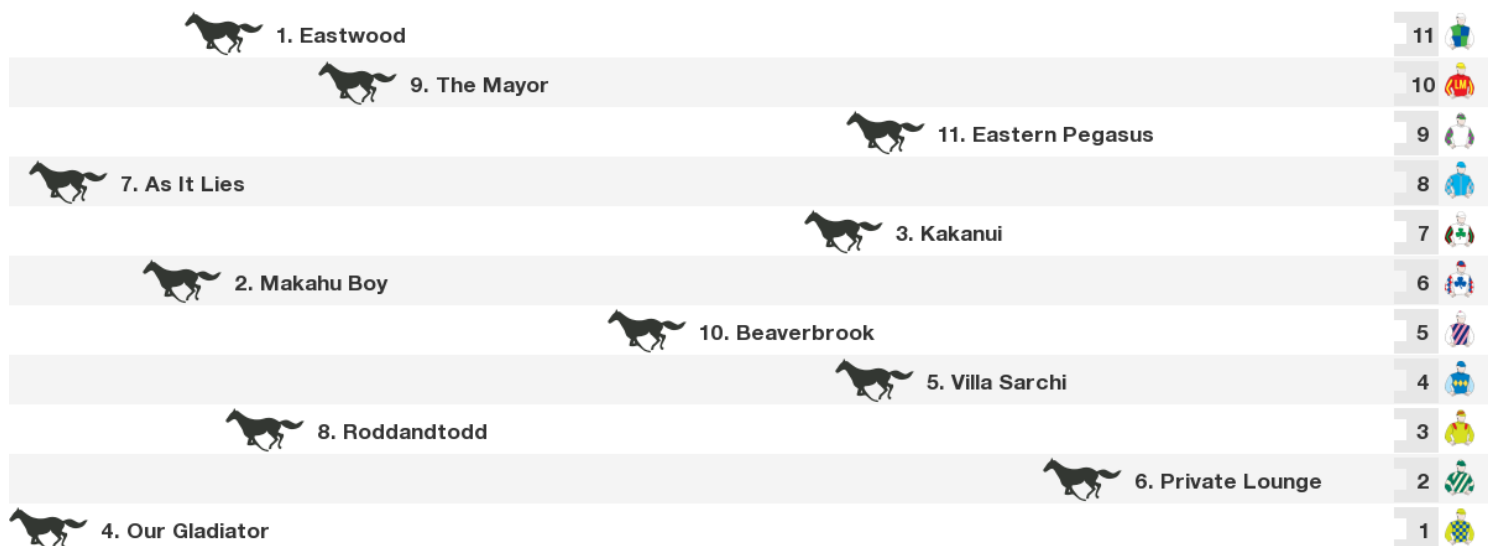 1. Eastwood 11
9. The Mayor 10 LM
11. Eastern Pegasus 9
7. As It Lies 8
3. Kakanui 7
2. Makahu Boy 6
10. Beaverbrook 5
5. Villa Sarchi 4
8. Roddandtodd 3
6. Private Lounge 2
4. Our Gladiator 1